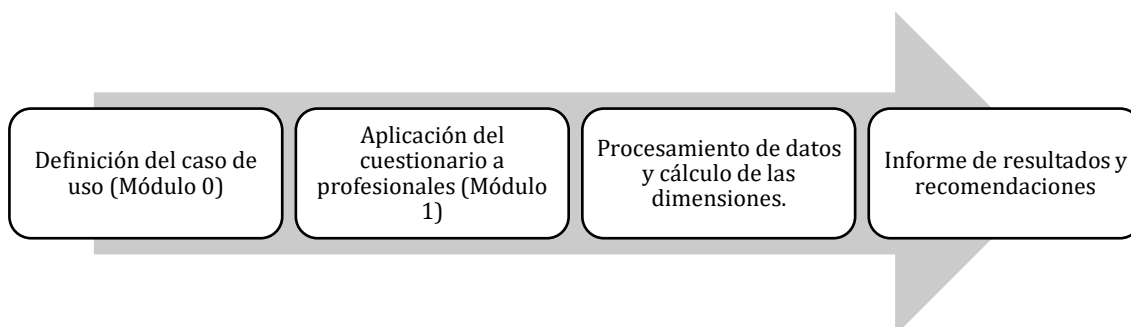 Definición del caso de
uso (Módulo 0)
Aplicación del
cuestionario a
profesionales (Módulo
1)
Procesamiento de datos
y cálculo de las
dimensiones.
Informe de resultados y
recomendaciones